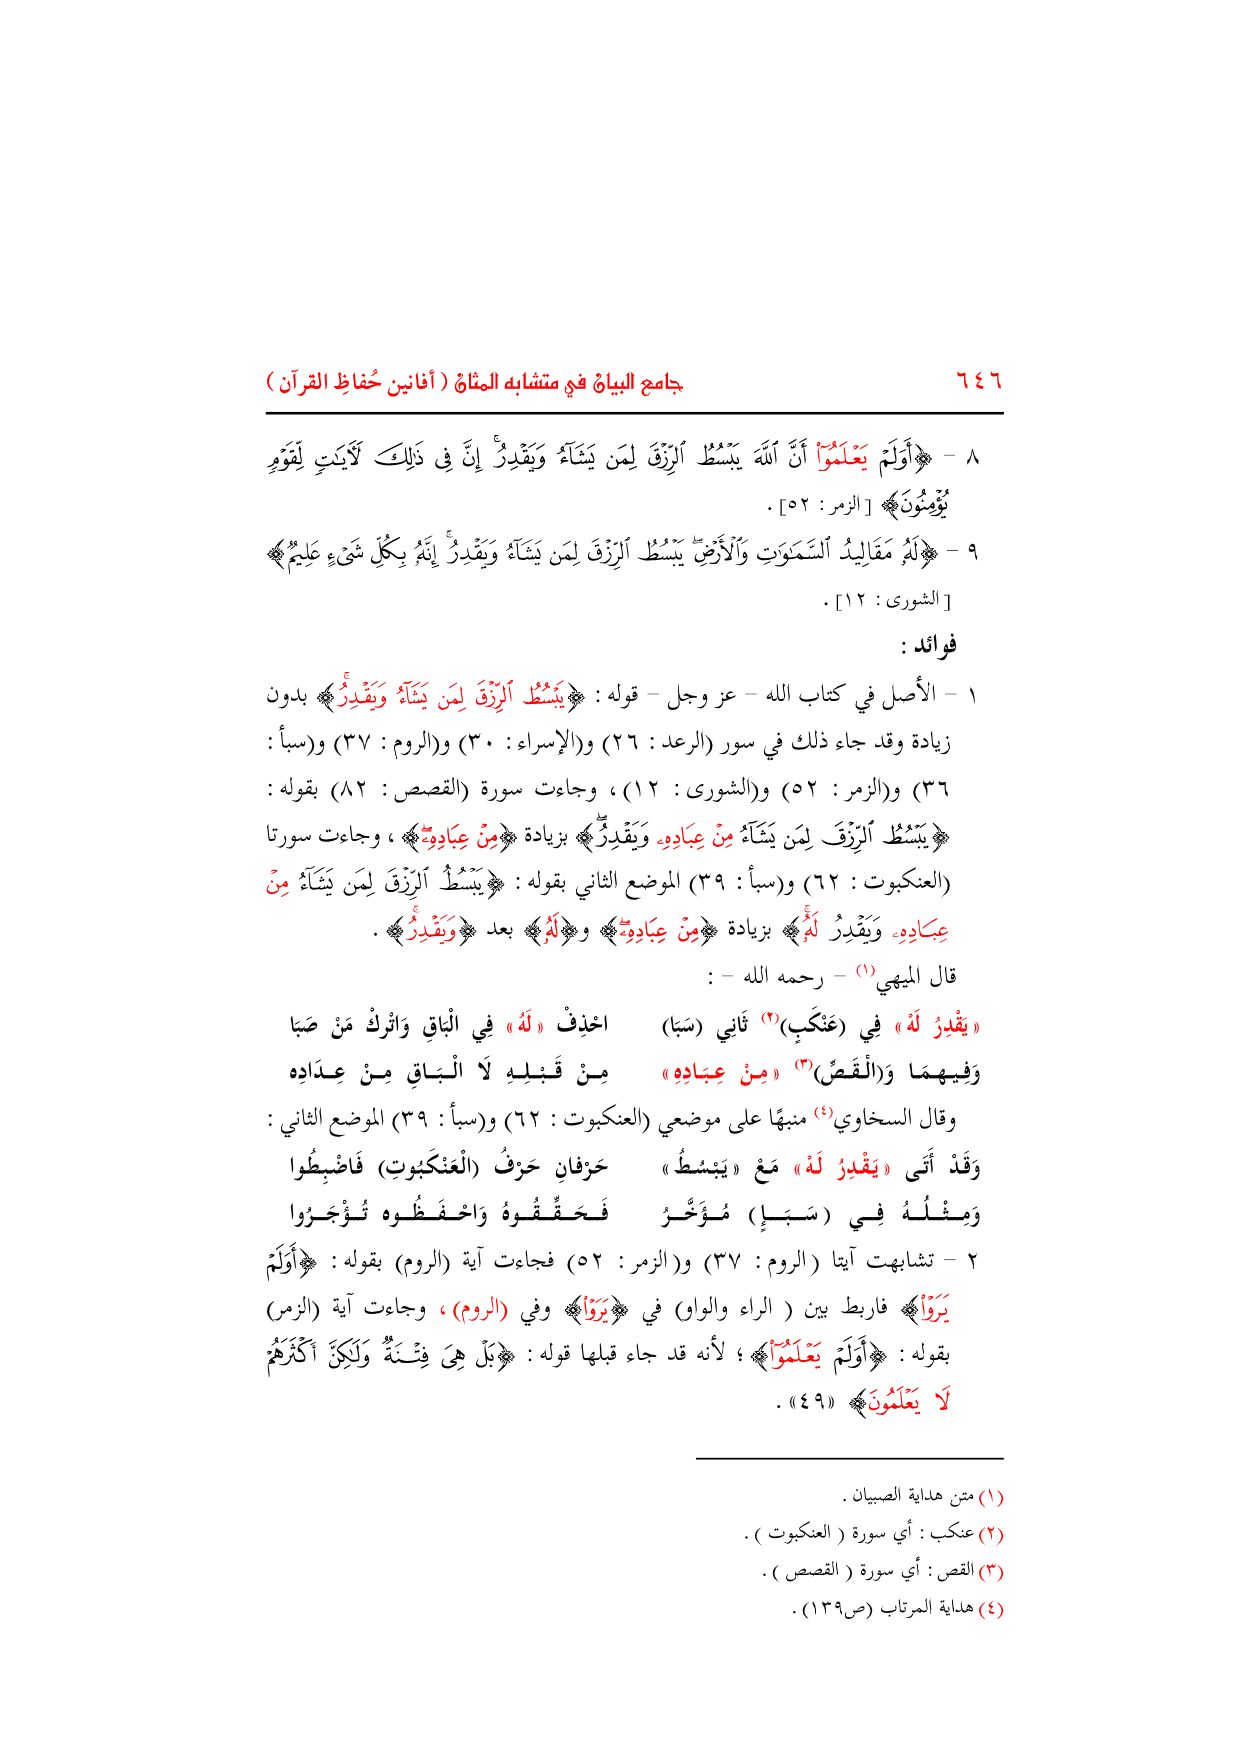 ٦٤٦ جامع البيان في متشابه المثان ( أفانين حُفاظِ القرآن )
٨ - ﴿أَوَلَمْ يَعْلَمُوٓا۟ أَنَّ ٱللَّهَ يَبْسُطُ ٱلرِّزْقَ لِمَن يَشَآءُ وَيَقْدِرُ ۚ إِنَّ فِى ذَٰلِكَ لَـَٔايَـٰتٍ لِّقَوْمٍ
يُؤْمِنُونَ﴾ [ الزمر : ٥٢] .
٩ - ﴿لَهُۥ مَقَالِيدُ ٱلسَّمَـٰوَٰتِ وَٱلْأَرْضِ ۖ يَبْسُطُ ٱلرِّزْقَ لِمَن يَشَآءُ وَيَقْدِرُ ۚ إِنَّهُۥ بِكُلِّ شَىْءٍ عَلِيمٌ﴾
[ الشورى : ١٢] .
فوائد :
١ - الأصل في كتاب الله - عز وجل - قوله : ﴿يَبْسُطُ ٱلرِّزْقَ لِمَن يَشَآءُ وَيَقْدِرُ ۚ﴾ بدون
زيادة وقد جاء ذلك في سور (الرعد : ٢٦) و(الإسراء : ٣٠) و(الروم : ٣٧) و(سبأ :
٣٦) و(الزمر : ٥٢) و(الشورى : ١٢) ، وجاءت سورة (القصص : ٨٢) بقوله :
﴿يَبْسُطُ ٱلرِّزْقَ لِمَن يَشَآءُ مِنْ عِبَادِهِۦ وَيَقْدِرُ ۖ﴾ بزيادة ﴿مِنْ عِبَادِهِۦ ۖ﴾ ، وجاءت سورتا
(العنكبوت : ٦٢) و(سبأ : ٣٩) الموضع الثاني بقوله : ﴿يَبْسُطُ ٱلرِّزْقَ لِمَن يَشَآءُ مِنْ
عِبَادِهِۦ وَيَقْدِرُ لَهُۥٓ ۚ﴾ بزيادة ﴿مِنْ عِبَادِهِۦ ۖ﴾ و﴿لَهُۥ﴾ بعد ﴿وَيَقْدِرُ ۚ﴾ .
قال الميهي(١) - رحمه الله - :
« يَقْدِرُ لَهْ » فِي (عَنْكَبٍ)(٢) ثَانِي (سَبَا) احْذِفْ « لَهُ » فِي الْبَاقِ وَاتْركْ مَنْ صَبَا
وَفِيهِمَا وَ(الْقَصِّ)(٣) « مِنْ عِبَادِهِ » مِنْ قَبْلِهِ لَا الْبَاقِ مِنْ عِدَادِه
وقال السخاوي(٤) منبهًا على موضعي (العنكبوت : ٦٢) و(سبأ : ٣٩) الموضع الثاني :
وَقَدْ أَتَى « يَقْدِرُ لَهْ » مَعْ « يَبْسُطُ » حَرْفانِ حَرْفُ (الْعَنْكَبُوتِ) فَاضْبِطُوا
وَمِثْلُهُ فِي (سَبَإٍ) مُؤَخَّرُ فَحَقِّقُوهُ وَاحْفَظُوه تُؤْجَرُوا
٢ - تشابهت آيتا ( الروم : ٣٧) و(الزمر : ٥٢) فجاءت آية (الروم) بقوله : ﴿أَوَلَمْ
يَرَوْا۟﴾ فاربط بين ( الراء والواو) في ﴿يَرَوْا۟﴾ وفي (الروم) ، وجاءت آية (الزمر)
بقوله : ﴿أَوَلَمْ يَعْلَمُوٓا۟﴾ ؛ لأنه قد جاء قبلها قوله : ﴿بَلْ هِىَ فِتْنَةٌ وَلَـٰكِنَّ أَكْثَرَهُمْ
لَا يَعْلَمُونَ﴾ «٤٩» .
(١) متن هداية الصبيان .
(٢) عنكب : أي سورة ( العنكبوت ) .
(٣) القص : أي سورة ( القصص ) .
(٤) هداية المرتاب (ص١٣٩) .